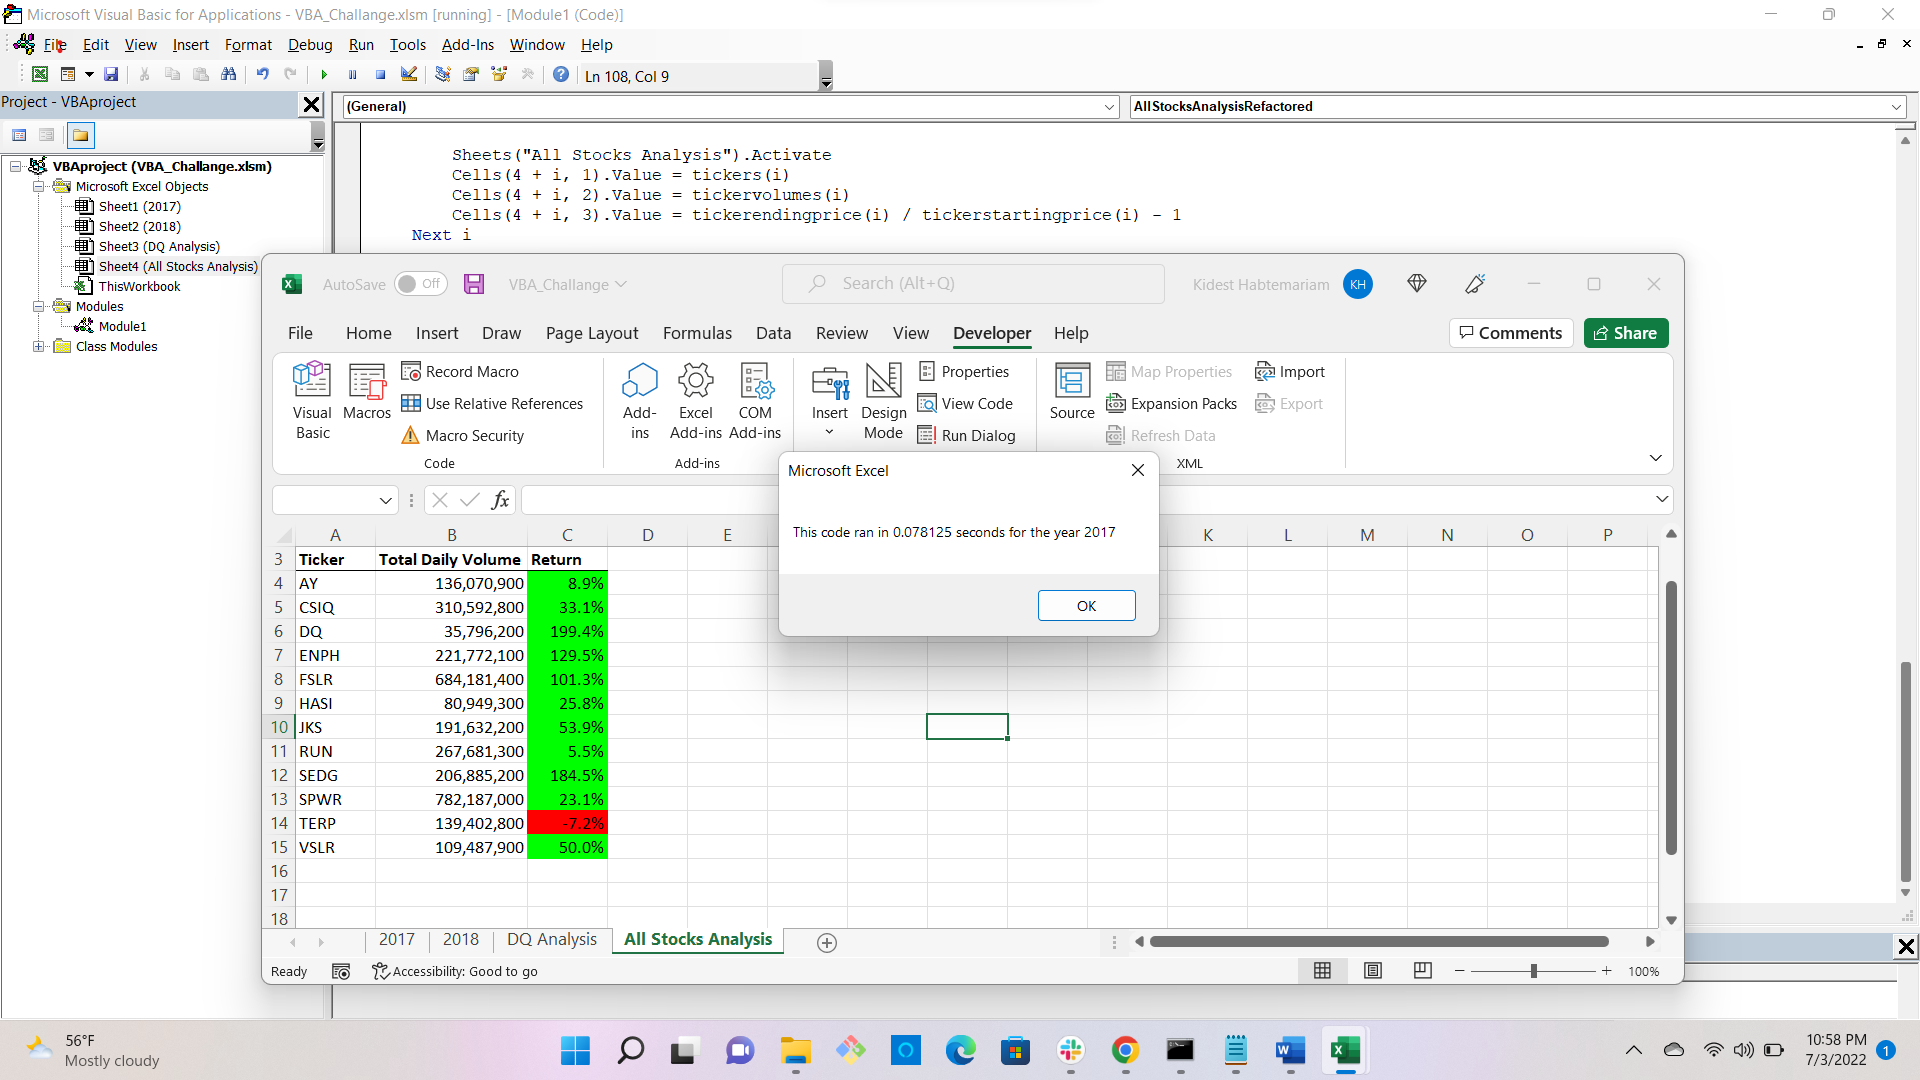 Microsoft Visual Basic for Applications - VBA_Challange.xlsm [running] - [Module1 (Code)]
File Edit View Insert Format Debug Run Tools Add-Ins Window Help
Ln 108, Col 9
Project - VBAproject
(General)
AllStocksAnalysisRefactored
VBAproject (VBA_Challange.xlsm)
Microsoft Excel Objects
Sheet1 (2017)
Sheet2 (2018)
Sheet3 (DQ Analysis)
Sheet4 (All Stocks Analysis)
ThisWorkbook
Modules
Module1
Class Modules
Sheets("All Stocks Analysis").Activate
Cells(4 + i, 1).Value = tickers(i)
Cells(4 + i, 2).Value = tickervolumes(i)
Cells(4 + i, 3).Value = tickerendingprice(i) / tickerstartingprice(i) - 1
Next i
AutoSave Off VBA_Challange Search (Alt+Q) Kidest Habtemariam KH
File Home Insert Draw Page Layout Formulas Data Review View Developer Help Comments Share
Visual Basic
Macros
Record Macro
Use Relative References
Macro Security
Code
Add-ins
Excel Add-ins
COM Add-ins
Add-ins
Insert
Design Mode
Properties
View Code
Run Dialog
Source
Map Properties
Expansion Packs
Refresh Data
Import
Export
XML
fx
Microsoft Excel
This code ran in 0.078125 seconds for the year 2017
OK
A B C D E K L M N O P
3 Ticker Total Daily Volume Return
4 AY 136,070,900 8.9%
5 CSIQ 310,592,800 33.1%
6 DQ 35,796,200 199.4%
7 ENPH 221,772,100 129.5%
8 FSLR 684,181,400 101.3%
9 HASI 80,949,300 25.8%
10 JKS 191,632,200 53.9%
11 RUN 267,681,300 5.5%
12 SEDG 206,885,200 184.5%
13 SPWR 782,187,000 23.1%
14 TERP 139,402,800 -7.2%
15 VSLR 109,487,900 50.0%
16
17
18
2017 2018 DQ Analysis All Stocks Analysis
Ready Accessibility: Good to go 100%
56°F
Mostly cloudy
10:58 PM
7/3/2022
1